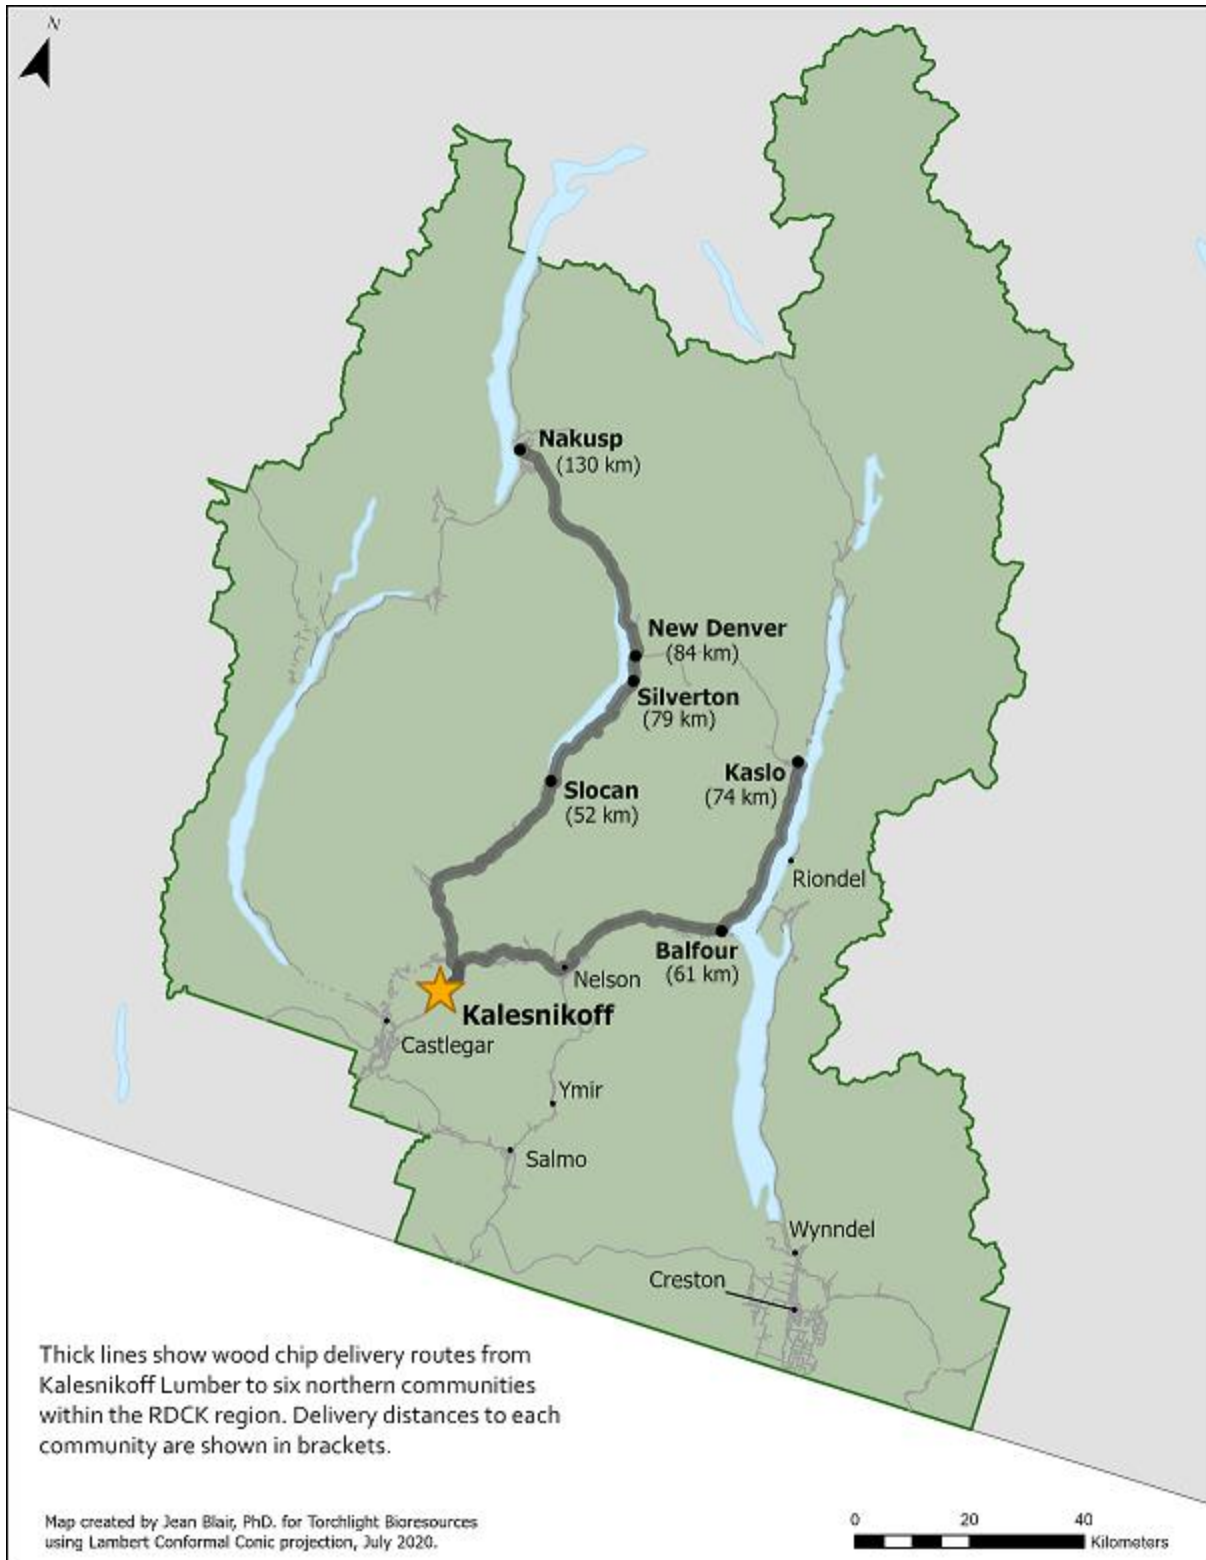 N
Nakusp
(130 km)
New Denver
(84 km)
Silverton
(79 km)
Kaslo
(74 km)
Slocan
(52 km)
Riondel
Balfour
(61 km)
Nelson
Kalesnikoff
Castlegar
Ymir
Salmo
Wynndel
Creston
Thick lines show wood chip delivery routes from
Kalesnikoff Lumber to six northern communities
within the RDCK region. Delivery distances to each
community are shown in brackets.
Map created by Jean Blair, PhD. for Torchlight Bioresources
using Lambert Conformal Conic projection, July 2020.
0 20 40
Kilometers